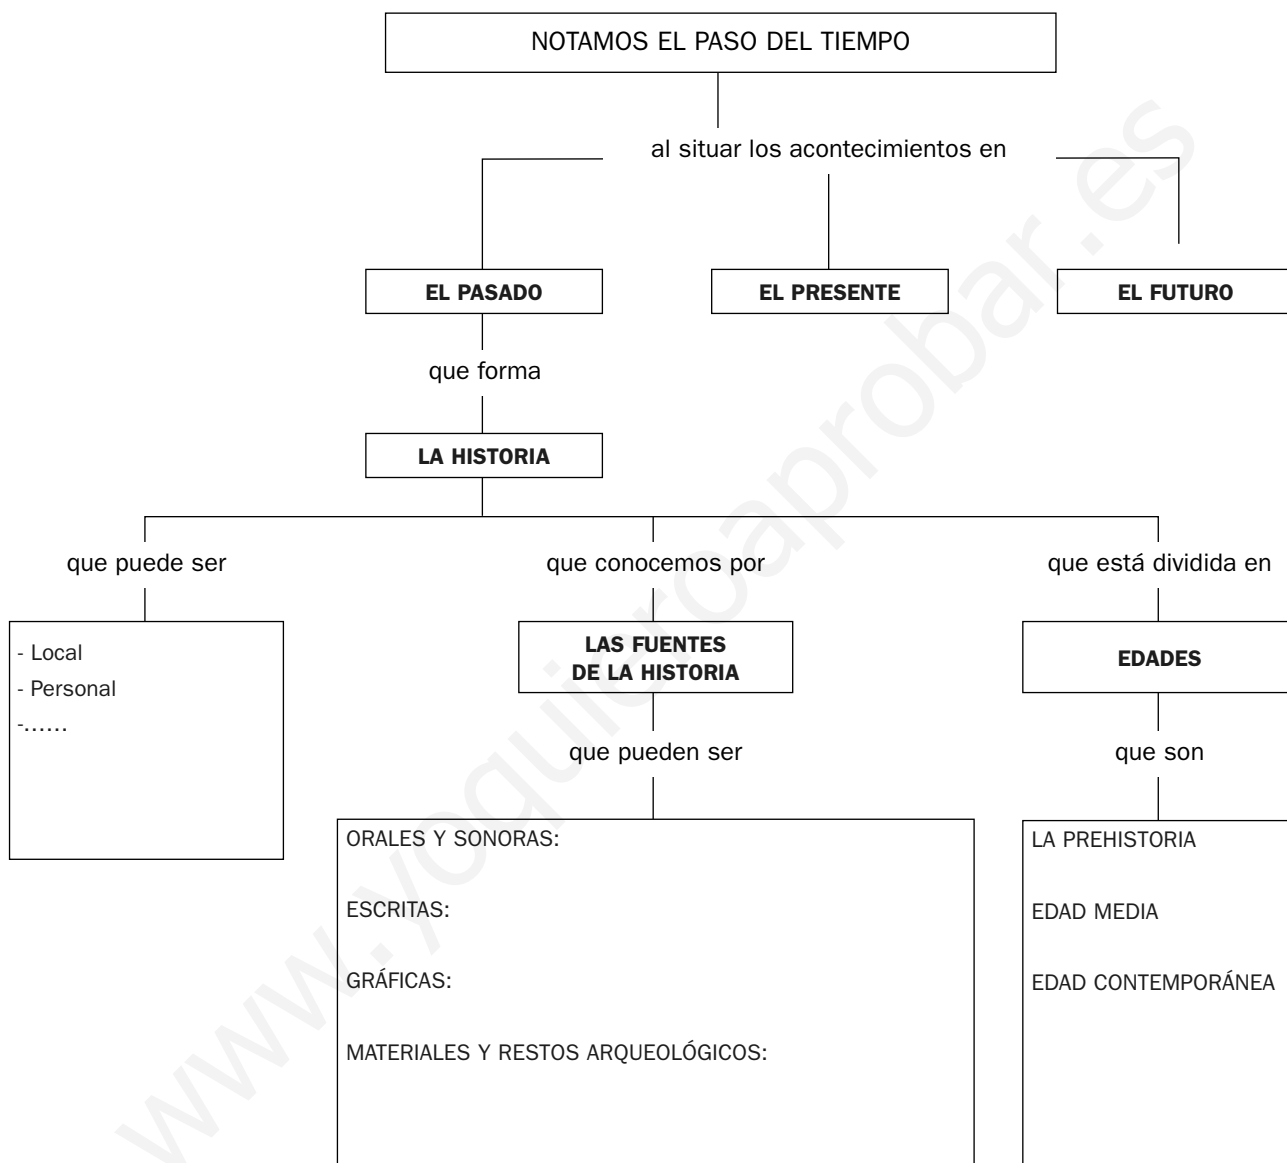 NOTAMOS EL PASO DEL TIEMPO
al situar los acontecimientos en
EL PASADO
EL PRESENTE
EL FUTURO
que forma
LA HISTORIA
que puede ser
que conocemos por
que está dividida en
- Local
- Personal
-......
LAS FUENTES
DE LA HISTORIA
EDADES
que pueden ser
que son
ORALES Y SONORAS:
ESCRITAS:
GRÁFICAS:
MATERIALES Y RESTOS ARQUEOLÓGICOS:
LA PREHISTORIA
EDAD MEDIA
EDAD CONTEMPORÁNEA
www.yoquieroaprobar.es